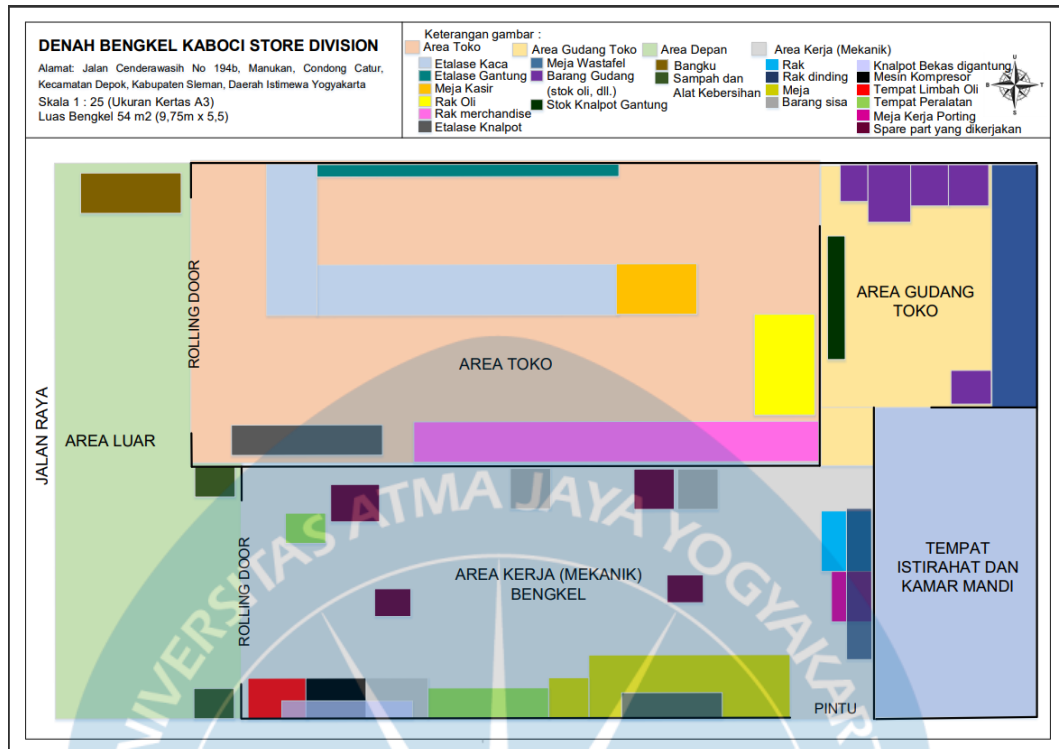 DENAH BENGKEL KABOCI STORE DIVISION
Alamat: Jalan Cenderawasih No 194b, Manukan, Condong Catur,
Kecamatan Depok, Kabupaten Sleman, Daerah Istimewa Yogyakarta
Skala 1 : 25 (Ukuran Kertas A3)
Luas Bengkel 54 m2 (9,75m x 5,5)
Keterangan gambar :
Area Toko
Etalase Kaca
Etalase Gantung
Meja Kasir
Rak Oli
Rak merchandise
Etalase Knalpot
Area Gudang Toko
Meja Wastafel
Barang Gudang
(stok oli, dll.)
Stok Knalpot Gantung
Area Depan
Bangku
Sampah dan
Alat Kebersihan
Area Kerja (Mekanik)
Rak
Rak dinding
Meja
Barang sisa
Knalpot Bekas digantung
Mesin Kompresor
Tempat Limbah Oli
Tempat Peralatan
Meja Kerja Porting
Spare part yang dikerjakan
JALAN RAYA
AREA LUAR
ROLLING DOOR
AREA TOKO
AREA GUDANG
TOKO
ROLLING DOOR
AREA KERJA (MEKANIK)
BENGKEL
TEMPAT
ISTIRAHAT DAN
KAMAR MANDI
PINTU
UNIVERSITAS ATMA JAYA YOGYAKART